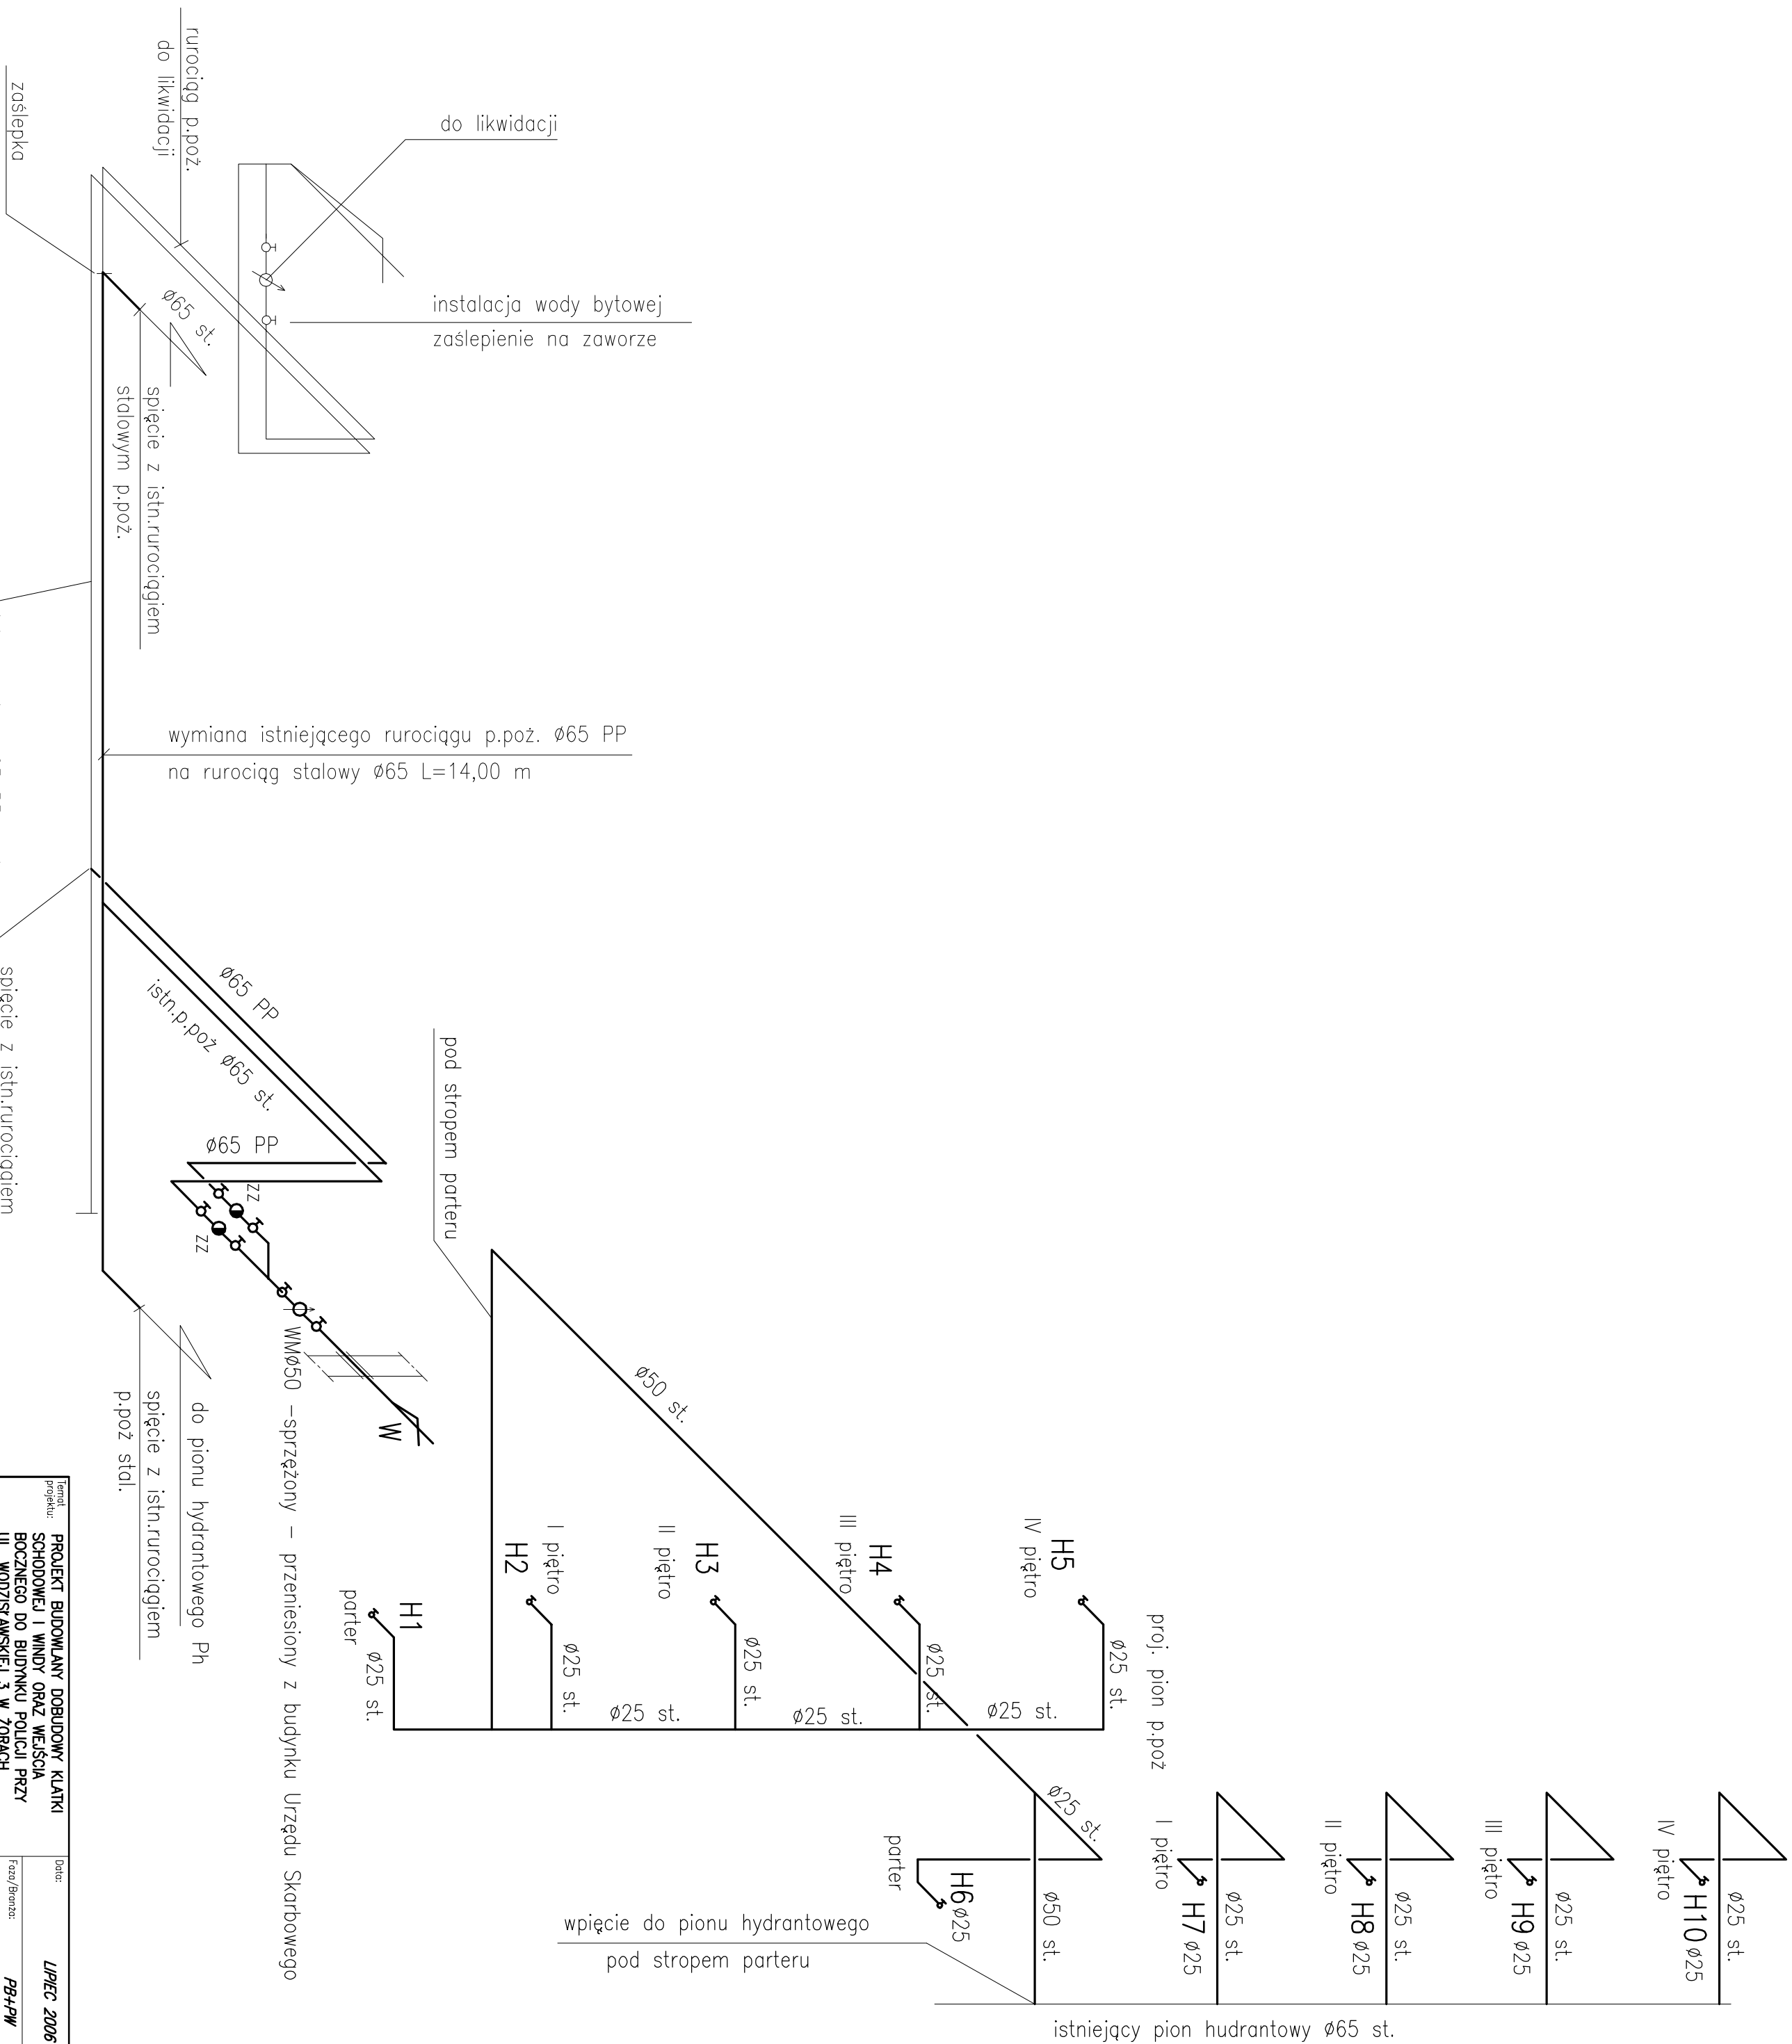 rurociąg p.poż.
do likwidacji
zaślepka
do likwidacji
instalacja wody bytowej
zaślepienie na zaworze
ø65 st.
spięcie z istn.rurociągiem
stalowym p.poż.
wymiana istniejącego rurociągu p.poż. ø65 PP
na rurociąg stalowy ø65 L=14,00 m
ø65 PP
istn.p.poż ø65 st.
ø65 PP
zz
zz
spięcie z istn.rurociągiem
pod stropem parteru
WMø50 -sprzężony - przeniesiony z budynku Urzędu Skarbowego
W
do pionu hydrantowego Ph
spięcie z istn.rurociągiem
p.poż stal.
ø50 st.
H1
parter
ø25 st.
H2
I piętro
ø25 st.
H3
II piętro
ø25 st.
H4
III piętro
ø25 st.
H5
IV piętro
ø25 st.
ø25 st.
ø25 st.
ø25 st.
proj. pion p.poż
ø25 st.
H6 ø25
parter
ø50 st.
H7 ø25
I piętro
ø25 st.
H8 ø25
II piętro
ø25 st.
H9 ø25
III piętro
ø25 st.
H10 ø25
IV piętro
ø25 st.
wpięcie do pionu hydrantowego
pod stropem parteru
istniejący pion hudrantowy ø65 st.
Temat
projektu:
PROJEKT BUDOWLANY DOBUDOWY KLATKI
SCHODOWEJ I WINDY ORAZ WEJŚCIA
BOCZNEGO DO BUDYNKU POLICJI PRZY
UL. WODZISŁAWSKIEJ 3 W ŻORACH
Data:
LIPIEC 2006
Faza/Branża:
PB+PW